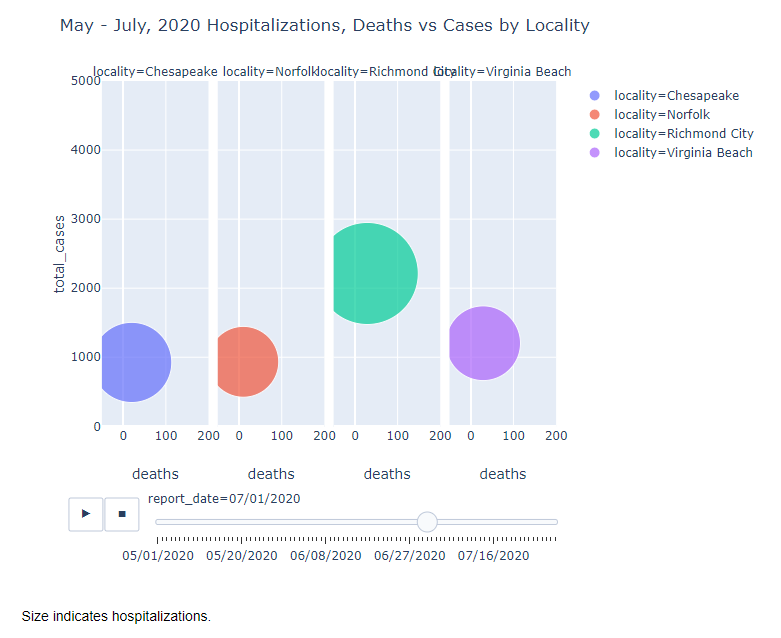 May - July, 2020 Hospitalizations, Deaths vs Cases by Locality
locality=Chesapeake locality=Norfolk locality=Richmond City locality=Virginia Beach
5000
4000
3000
2000
1000
0
total_cases
0 100 200 0 100 200 0 100 200 0 100 200
deaths deaths deaths deaths
locality=Chesapeake
locality=Norfolk
locality=Richmond City
locality=Virginia Beach
report_date=07/01/2020
05/01/2020 05/20/2020 06/08/2020 06/27/2020 07/16/2020
Size indicates hospitalizations.